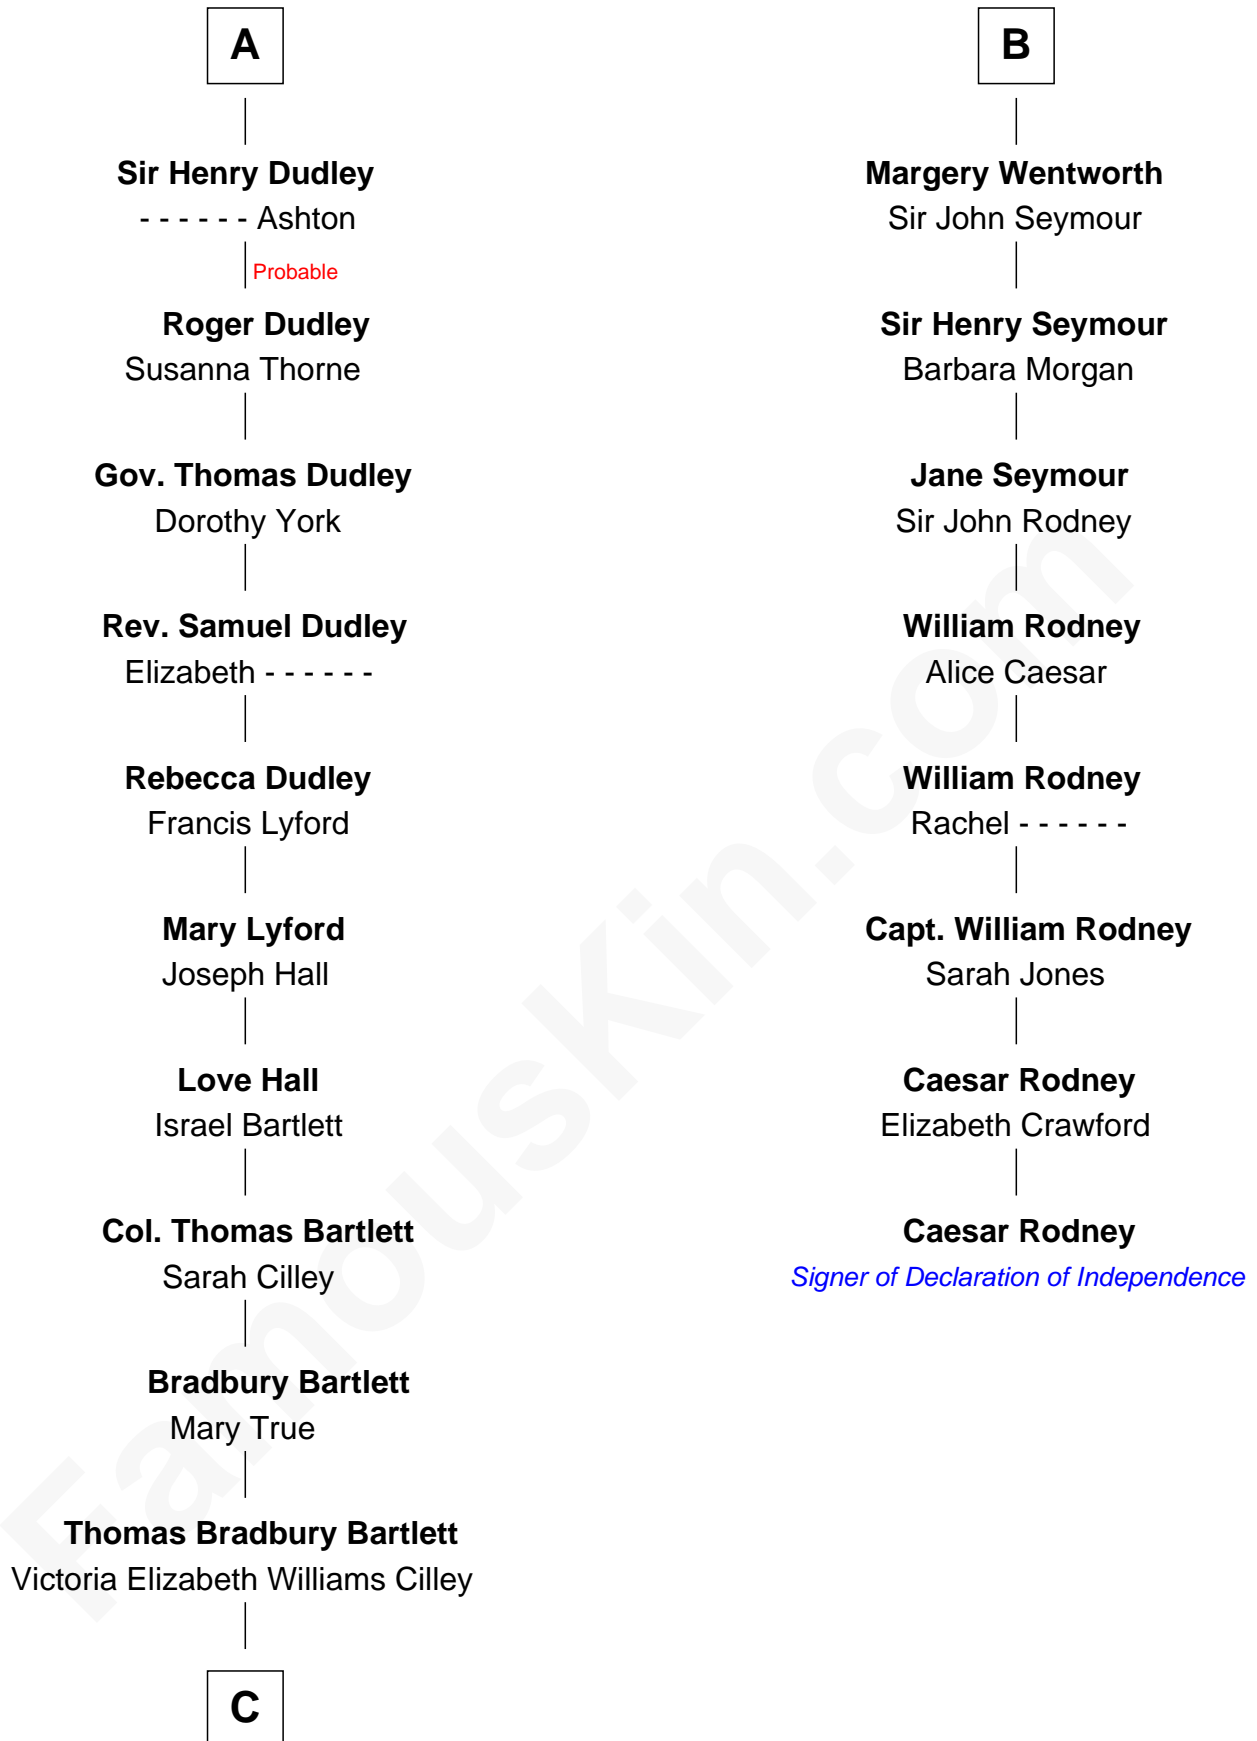 A
Sir Henry Dudley
- - - - - - Ashton
Probable
Roger Dudley
Susanna Thorne
Gov. Thomas Dudley
Dorothy York
Rev. Samuel Dudley
Elizabeth - - - - - -
Rebecca Dudley
Francis Lyford
Mary Lyford
Joseph Hall
Love Hall
Israel Bartlett
Col. Thomas Bartlett
Sarah Cilley
Bradbury Bartlett
Mary True
Thomas Bradbury Bartlett
Victoria Elizabeth Williams Cilley
C
B
Margery Wentworth
Sir John Seymour
Sir Henry Seymour
Barbara Morgan
Jane Seymour
Sir John Rodney
William Rodney
Alice Caesar
William Rodney
Rachel - - - - - -
Capt. William Rodney
Sarah Jones
Caesar Rodney
Elizabeth Crawford
Caesar Rodney
Signer of Declaration of Independence
FamousKin.com